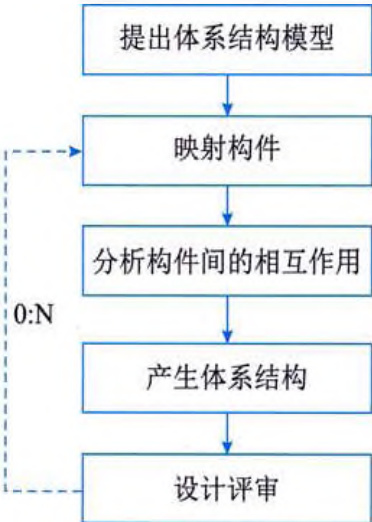 提出体系结构模型
映射构件
分析构件间的相互作用
0:N
产生体系结构
设计评审